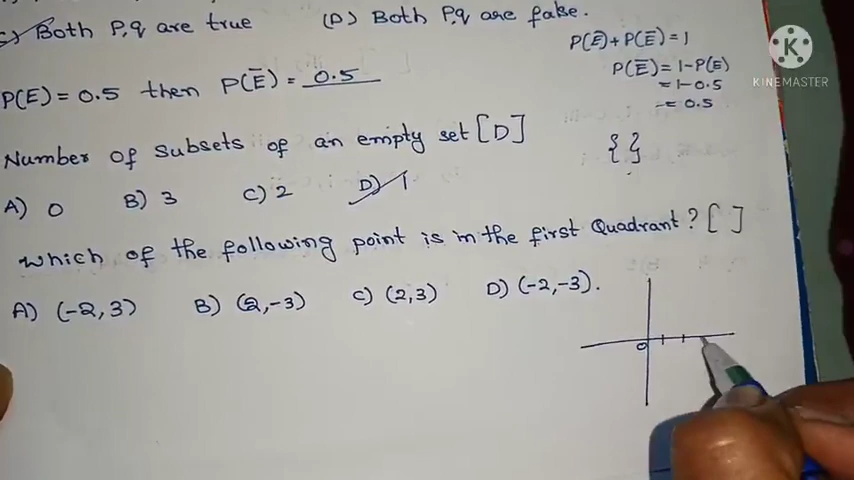 C) Both P,q are true (D) Both P,q are false.
P(E̅)+P(E̅)=1
P(E̅)=1-P(E)
=1-0.5
= 0.5
P(E) = 0.5 then P(E̅) = 0.5
Number of subsets of an empty set [D]
{ }
A) 0 B) 3 C) 2 D) 1
which of the following point is in the first Quadrant? [ ]
A) (-2,3) B) (2,-3) C) (2,3) D) (-2,-3).
0
KINEMASTER